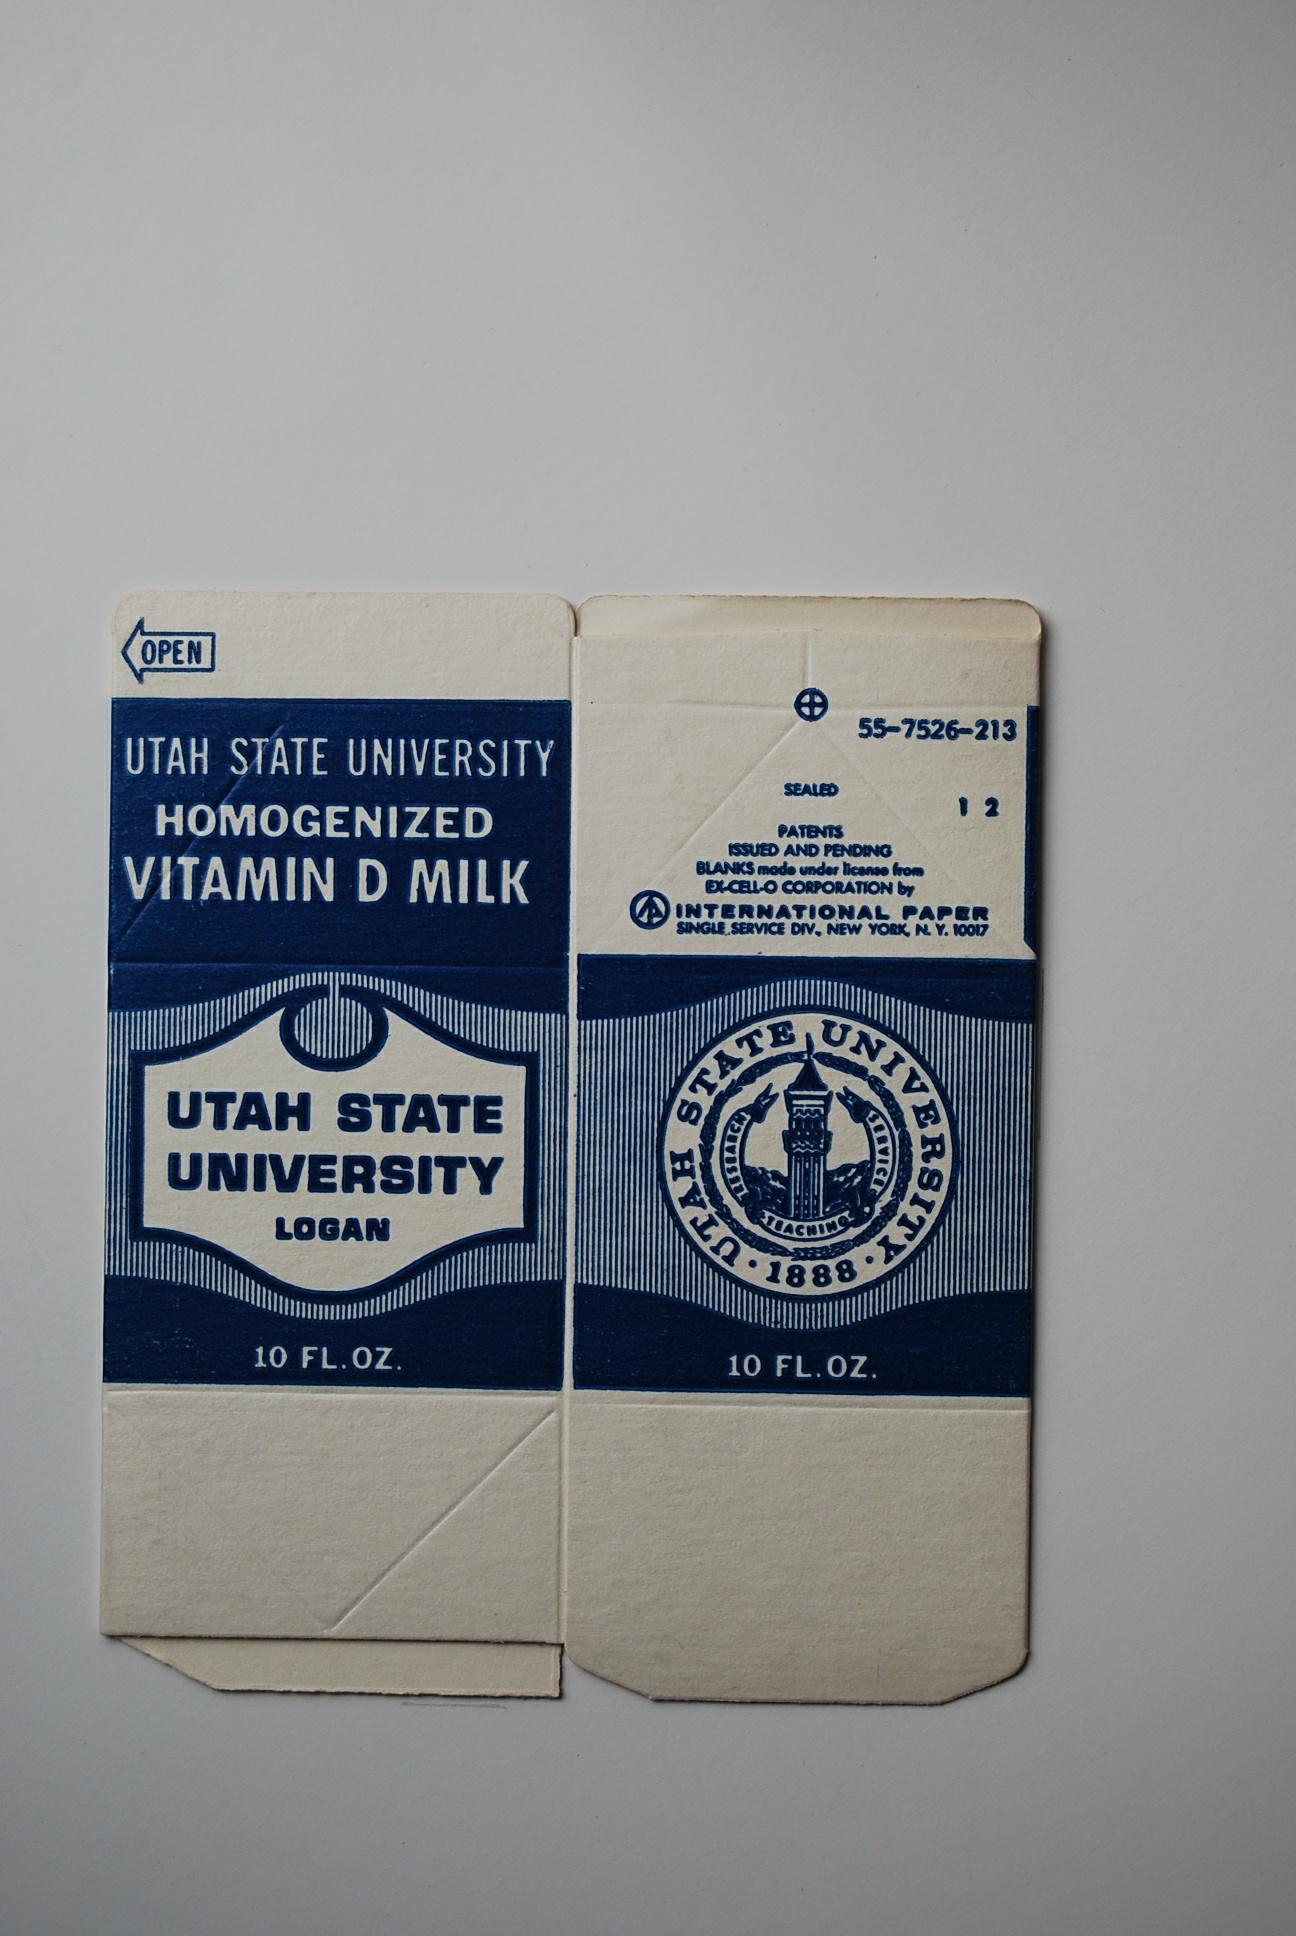 OPEN
UTAH STATE UNIVERSITY
HOMOGENIZED
VITAMIN D MILK
UTAH STATE
UNIVERSITY
LOGAN
10 FL.OZ.
55-7526-213
SEALED
1 2
PATENTS
ISSUED AND PENDING
BLANKS made under license from
EX-CELL-O CORPORATION by
INTERNATIONAL PAPER
SINGLE SERVICE DIV., NEW YORK, N. Y. 10017
UTAH STATE UNIVERSITY
RESEARCH
TEACHING
SERVICE
· 1888 ·
10 FL.OZ.